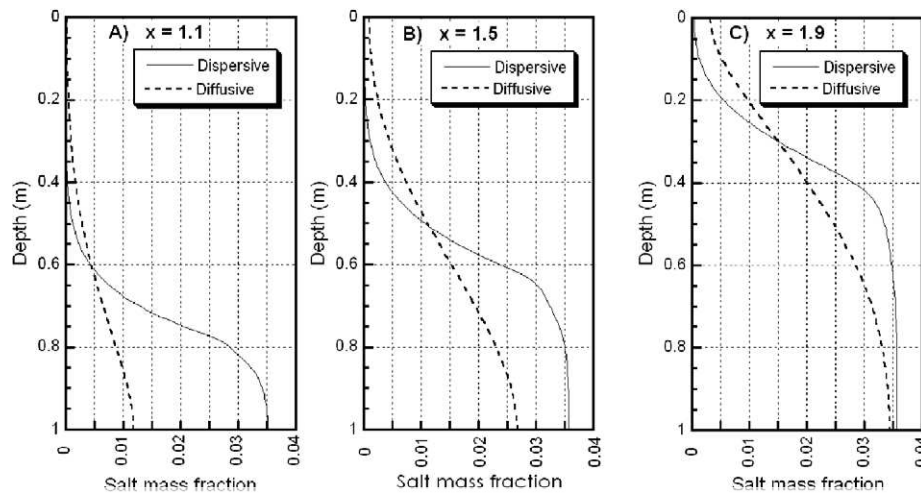 A) x = 1.1
Dispersive
Diffusive
0
0.2
0.4
0.6
0.8
1
Depth (m)
0
0.01
0.02
0.03
0.04
Salt mass fraction
B) x = 1.5
Dispersive
Diffusive
0
0.2
0.4
0.6
0.8
1
Depth (m)
0
0.01
0.02
0.03
0.04
Salt mass fraction
C) x = 1.9
Dispersive
Diffusive
0
0.2
0.4
0.6
0.8
1
Depth (m)
0
0.01
0.02
0.03
0.04
Salt mass fraction